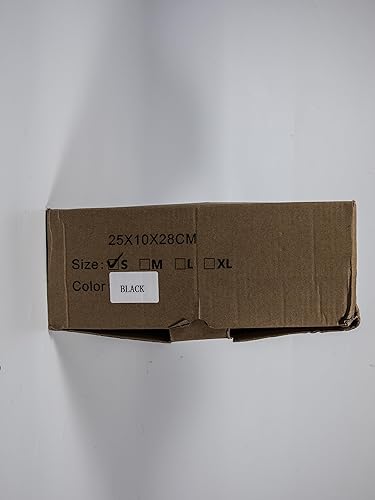 25X10X28CM
Size: ☑S ☐M ☐L ☐XL
Color BLACK